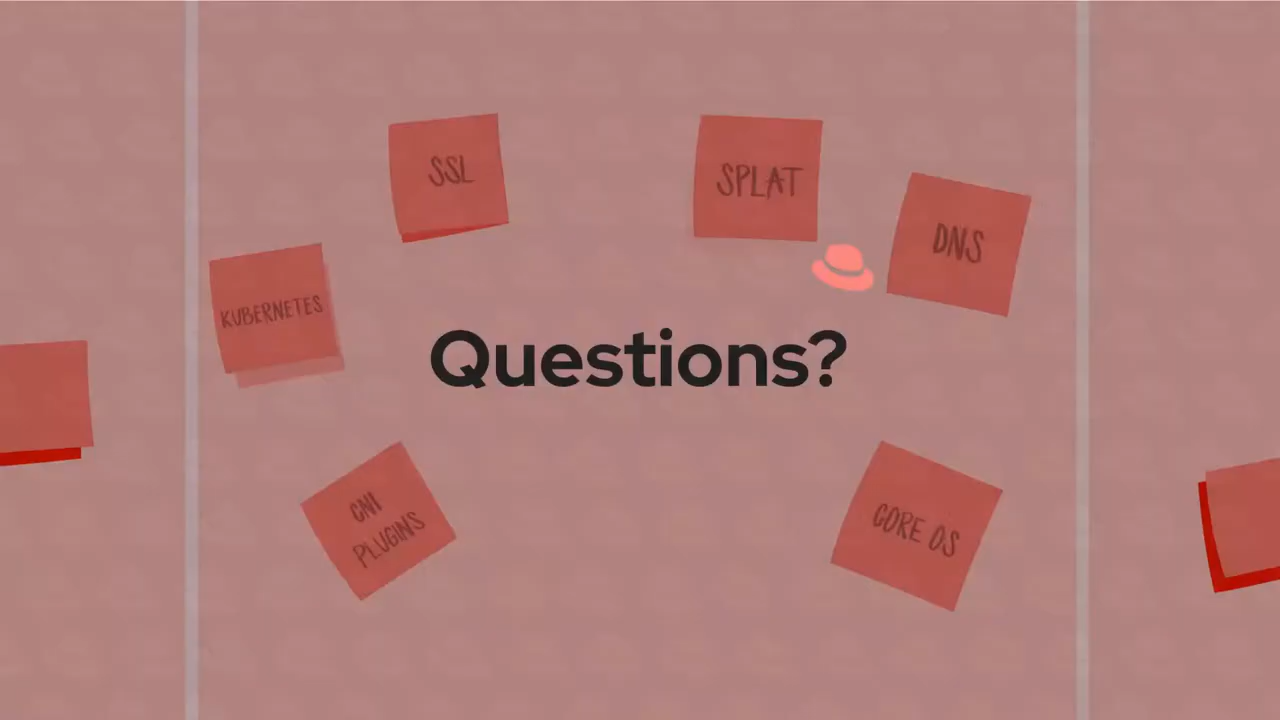 SSL
SPLAT
DNS
KUBERNETES
Questions?
CNI
PLUGINS
CORE OS